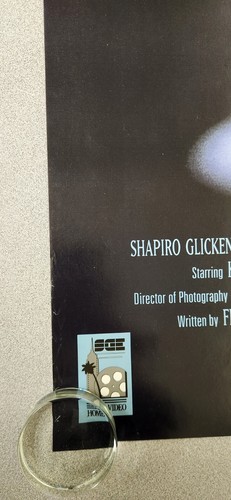 SHAPIRO GLICKEN
Starring
Director of Photography
Written by F
SGE
HOME VIDEO